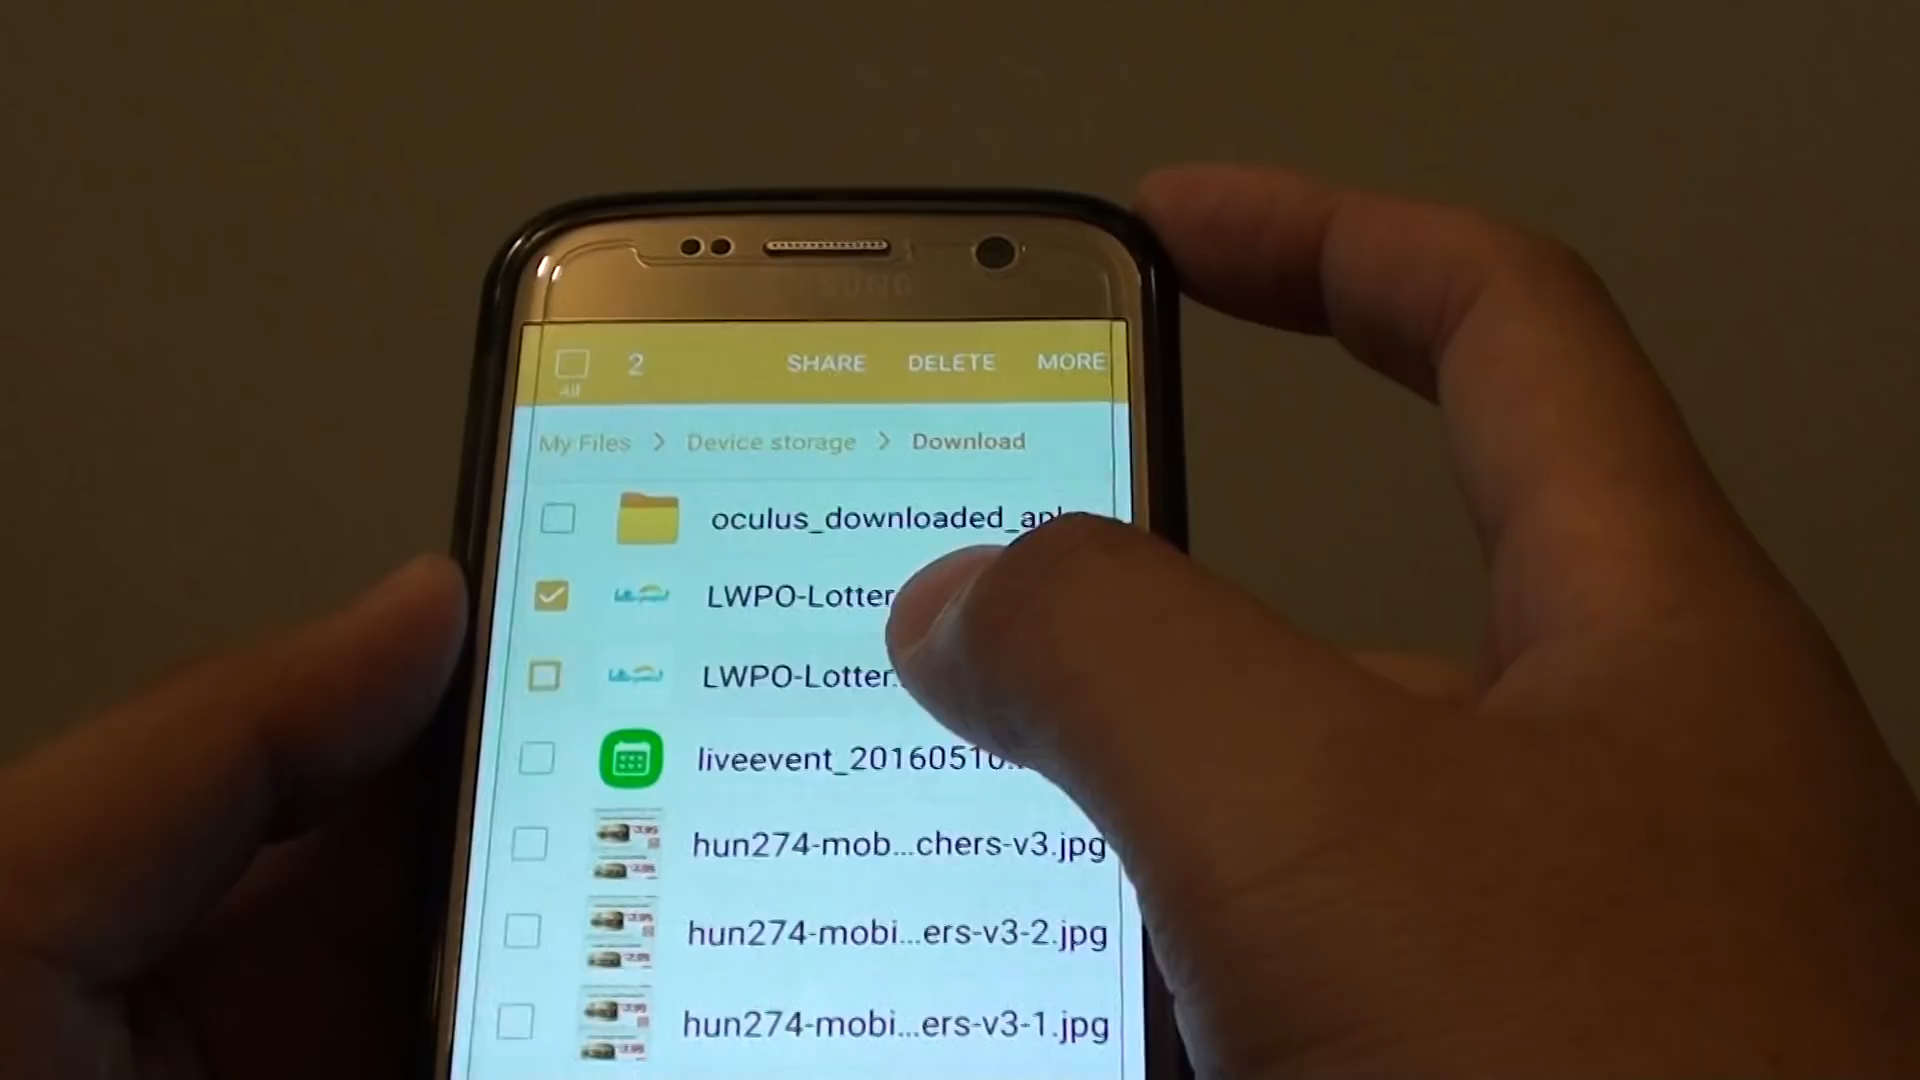 2 SHARE DELETE MORE
All
My Files > Device storage > Download
oculus_downloaded_
LWPO-Lotter
LWPO-Lotter...
liveevent_20160510...
hun274-mob...chers-v3.jpg
hun274-mobi...ers-v3-2.jpg
hun274-mobi...ers-v3-1.jpg